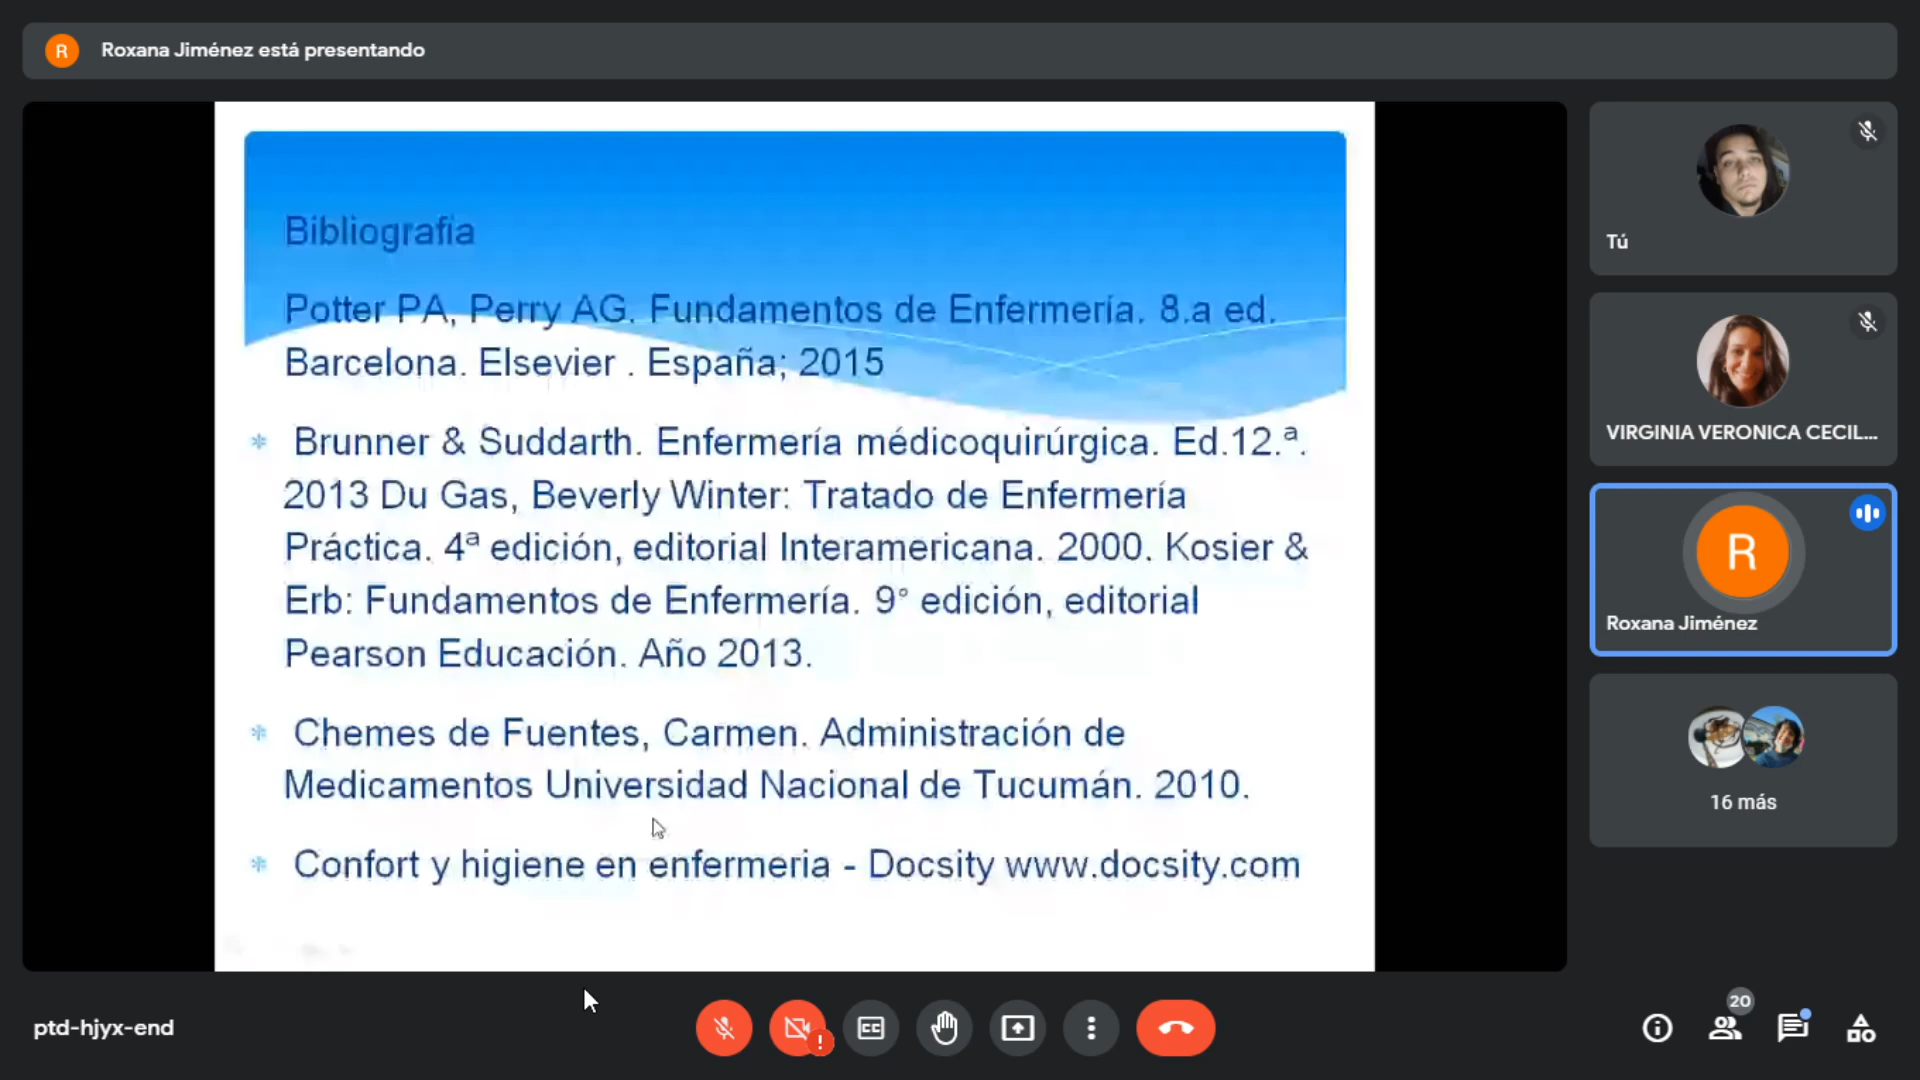 R
Roxana Jiménez está presentando
Bibliografía
Potter PA, Perry AG. Fundamentos de Enfermería. 8.a ed.
Barcelona. Elsevier . España; 2015
* Brunner & Suddarth. Enfermería médicoquirúrgica. Ed.12.ª.
2013 Du Gas, Beverly Winter: Tratado de Enfermería
Práctica. 4ª edición, editorial Interamericana. 2000. Kosier &
Erb: Fundamentos de Enfermería. 9° edición, editorial
Pearson Educación. Año 2013.
* Chemes de Fuentes, Carmen. Administración de
Medicamentos Universidad Nacional de Tucumán. 2010.
* Confort y higiene en enfermeria - Docsity www.docsity.com
Tú
VIRGINIA VERONICA CECIL...
R
Roxana Jiménez
16 más
ptd-hjyx-end
CC
!
20